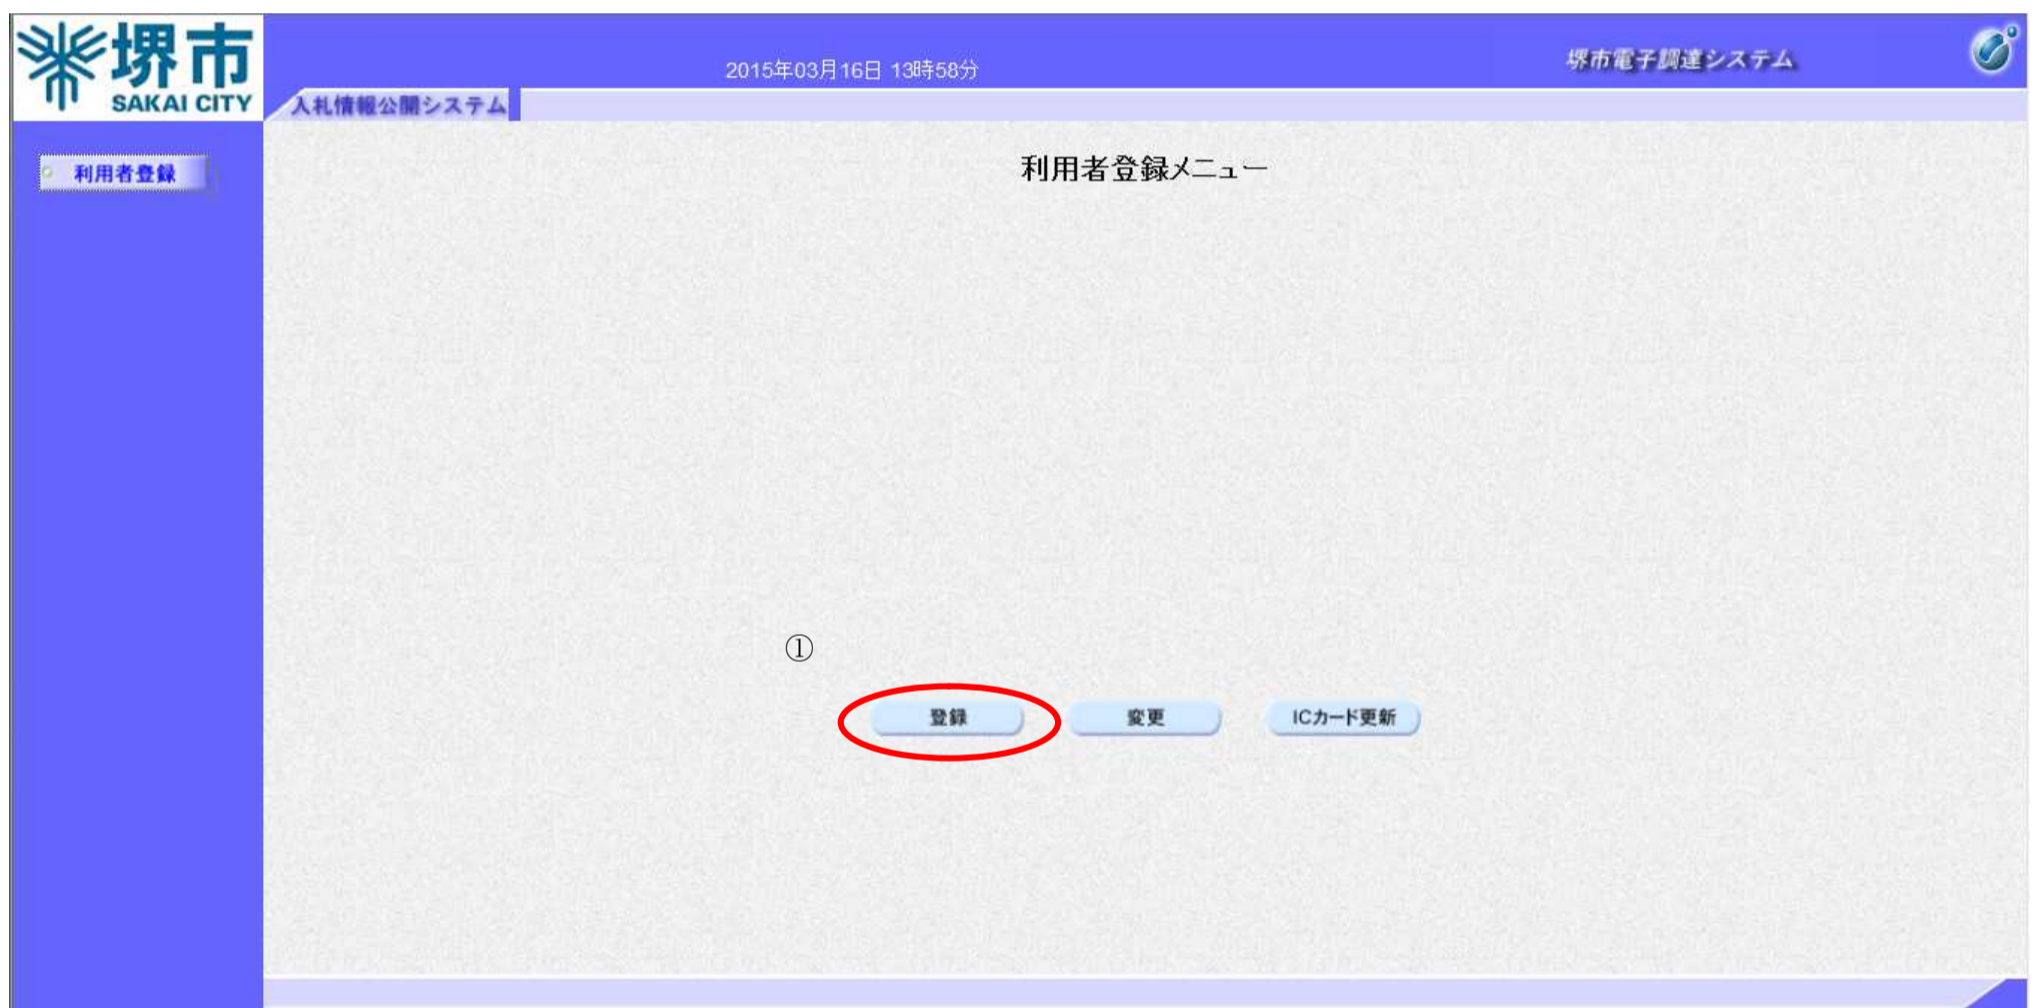 堺市
SAKAI CITY
2015年03月16日 13時58分
堺市電子調達システム
入札情報公開システム
利用者登録
利用者登録メニュー
①
登録
変更
ICカード更新